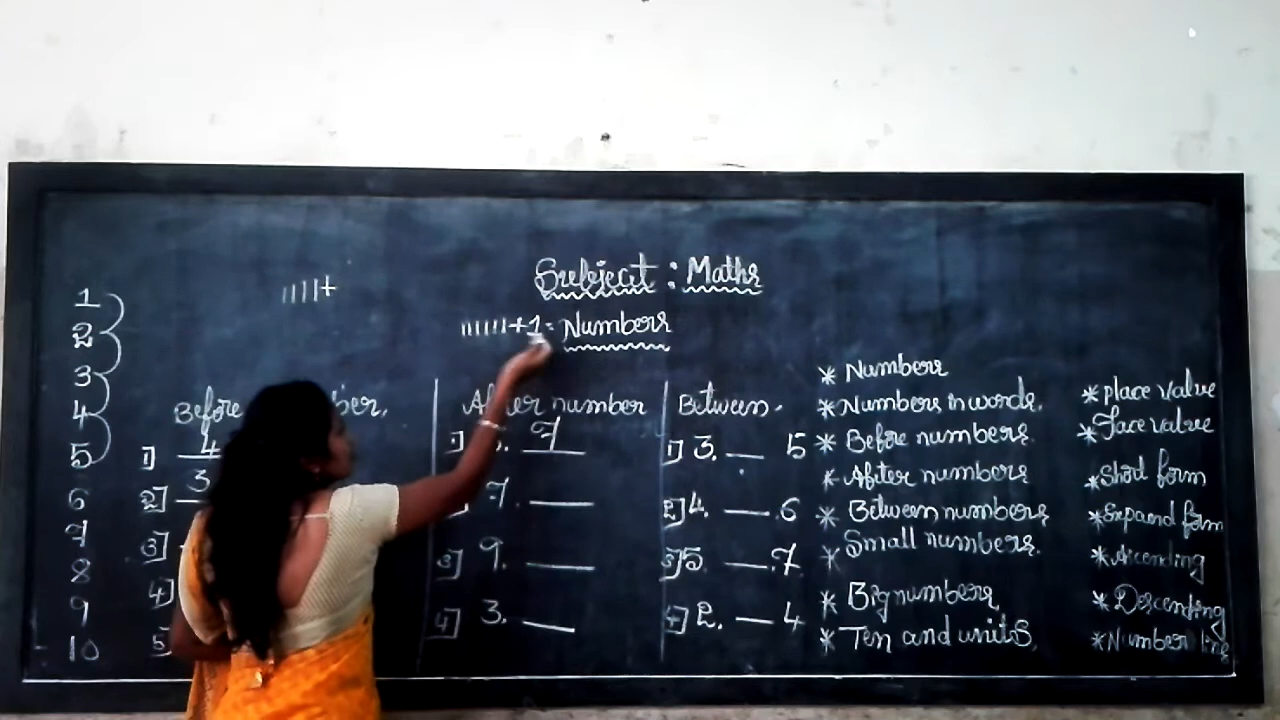 Subject : Maths
||||+
||||||+1= Numbers
1
2
3
4
5
6
7
8
9
10
Before
1] 4
2] 3
3]
4]
5]
After number
1] 7
7. ___
3] 9. ___
4] 3. ___
Between.
1] 3. ___ 5
2] 4. ___ 6
3] 5 ___ 7
4] 2. ___ 4
* Numbers
* Numbers in words.
* Before numbers.
* After numbers
* Between numbers
* Small numbers.
* Big numbers
* Ten and units,
* place value
* Face value
* Short form
* Expand form
* Ascending
* Descending
* Number line